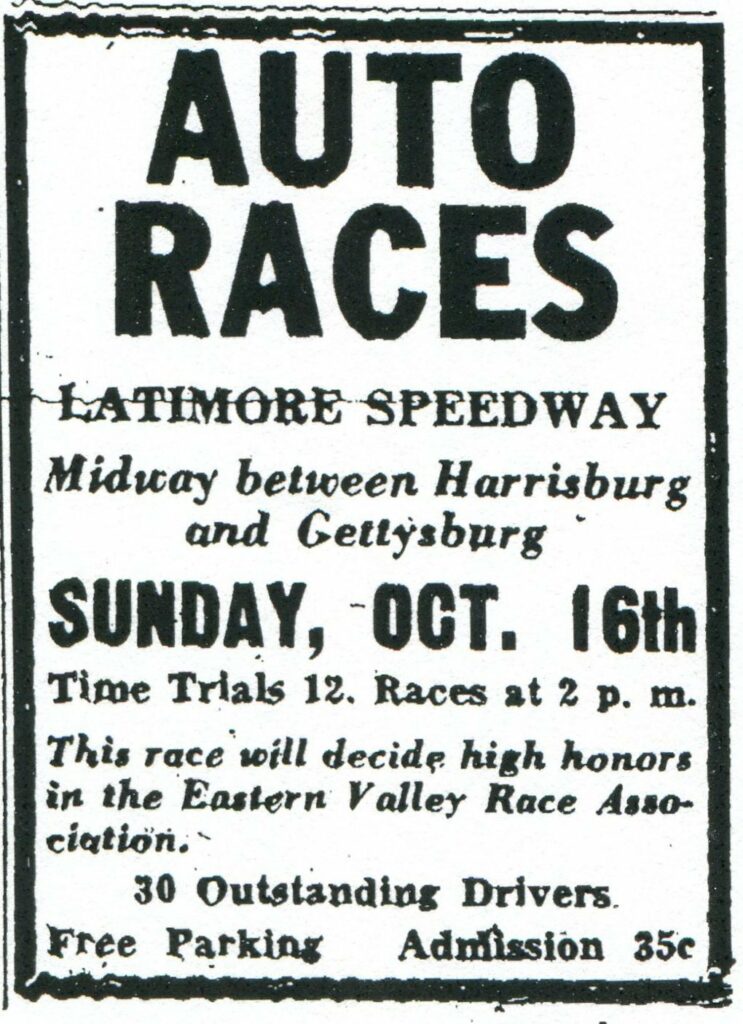 AUTO
RACES
LATIMORE SPEEDWAY
Midway between Harrisburg
and Gettysburg
SUNDAY, OCT. 16th
Time Trials 12. Races at 2 p. m.
This race will decide high honors
in the Eastern Valley Race Asso-
ciation.
30 Outstanding Drivers.
Free Parking Admission 35c